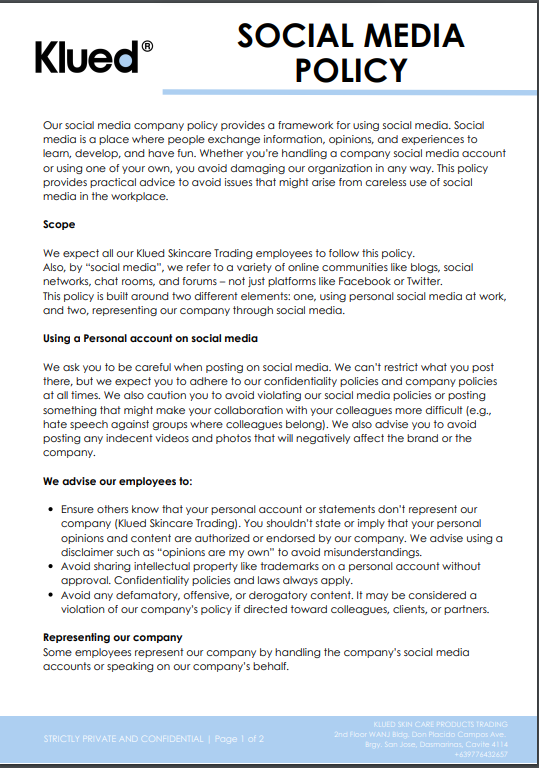 Klued®
SOCIAL MEDIA
POLICY
Our social media company policy provides a framework for using social media. Social
media is a place where people exchange information, opinions, and experiences to
learn, develop, and have fun. Whether you're handling a company social media account
or using one of your own, you avoid damaging our organization in any way. This policy
provides practical advice to avoid issues that might arise from careless use of social
media in the workplace.
Scope
We expect all our Klued Skincare Trading employees to follow this policy.
Also, by “social media”, we refer to a variety of online communities like blogs, social
networks, chat rooms, and forums – not just platforms like Facebook or Twitter.
This policy is built around two different elements: one, using personal social media at work,
and two, representing our company through social media.
Using a Personal account on social media
We ask you to be careful when posting on social media. We can't restrict what you post
there, but we expect you to adhere to our confidentiality policies and company policies
at all times. We also caution you to avoid violating our social media policies or posting
something that might make your collaboration with your colleagues more difficult (e.g.,
hate speech against groups where colleagues belong). We also advise you to avoid
posting any indecent videos and photos that will negatively affect the brand or the
company.
We advise our employees to:
• Ensure others know that your personal account or statements don't represent our
company (Klued Skincare Trading). You shouldn't state or imply that your personal
opinions and content are authorized or endorsed by our company. We advise using a
disclaimer such as “opinions are my own” to avoid misunderstandings.
• Avoid sharing intellectual property like trademarks on a personal account without
approval. Confidentiality policies and laws always apply.
• Avoid any defamatory, offensive, or derogatory content. It may be considered a
violation of our company's policy if directed toward colleagues, clients, or partners.
Representing our company
Some employees represent our company by handling the company's social media
accounts or speaking on our company's behalf.
STRICTLY PRIVATE AND CONFIDENTIAL | Page 1 of 2
KLUED SKIN CARE PRODUCTS TRADING
2nd Floor WANJ Bldg. Don Placido Campos Ave.
Brgy. San Jose, Dasmarinas, Cavite 4114
+639776432657